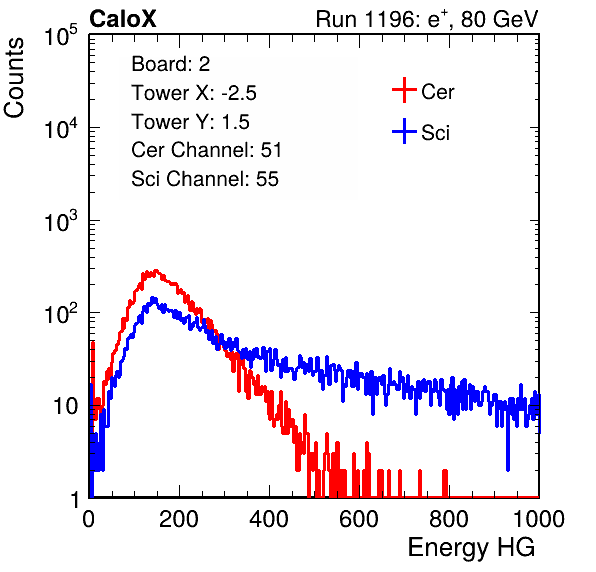 CaloX Run 1196: e⁺, 80 GeV
Counts
10⁵
10⁴
10³
10²
10
1
Board: 2
Tower X: -2.5
Tower Y: 1.5
Cer Channel: 51
Sci Channel: 55
Cer
Sci
0 200 400 600 800 1000
Energy HG